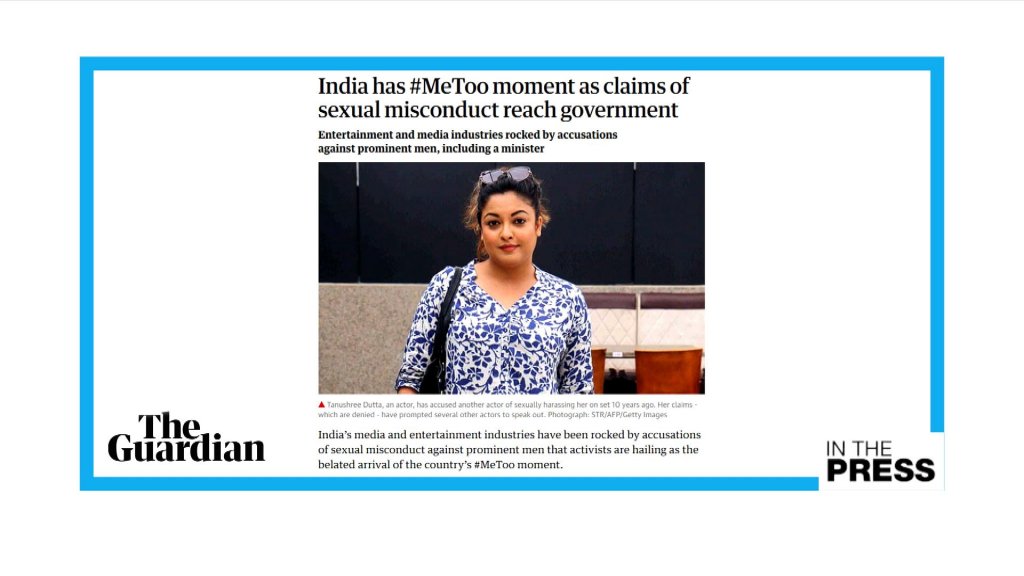 India has #MeToo moment as claims of
sexual misconduct reach government
Entertainment and media industries rocked by accusations
against prominent men, including a minister
▲ Tanushree Dutta, an actor, has accused another actor of sexually harassing her on set 10 years ago. Her claims -
which are denied - have prompted several other actors to speak out. Photograph: STR/AFP/Getty Images
India's media and entertainment industries have been rocked by accusations
of sexual misconduct against prominent men that activists are hailing as the
belated arrival of the country's #MeToo moment.
The
Guardian
IN THE
PRESS